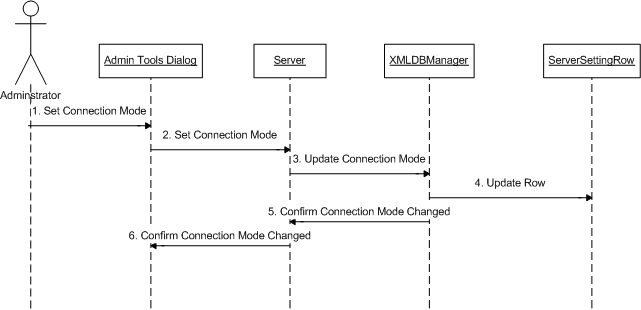 Admin Tools Dialog
Server
XMLDBManager
ServerSettingRow
Adminstrator
1. Set Connection Mode
2. Set Connection Mode
3. Update Connection Mode
4. Update Row
5. Confirm Connection Mode Changed
6. Confirm Connection Mode Changed